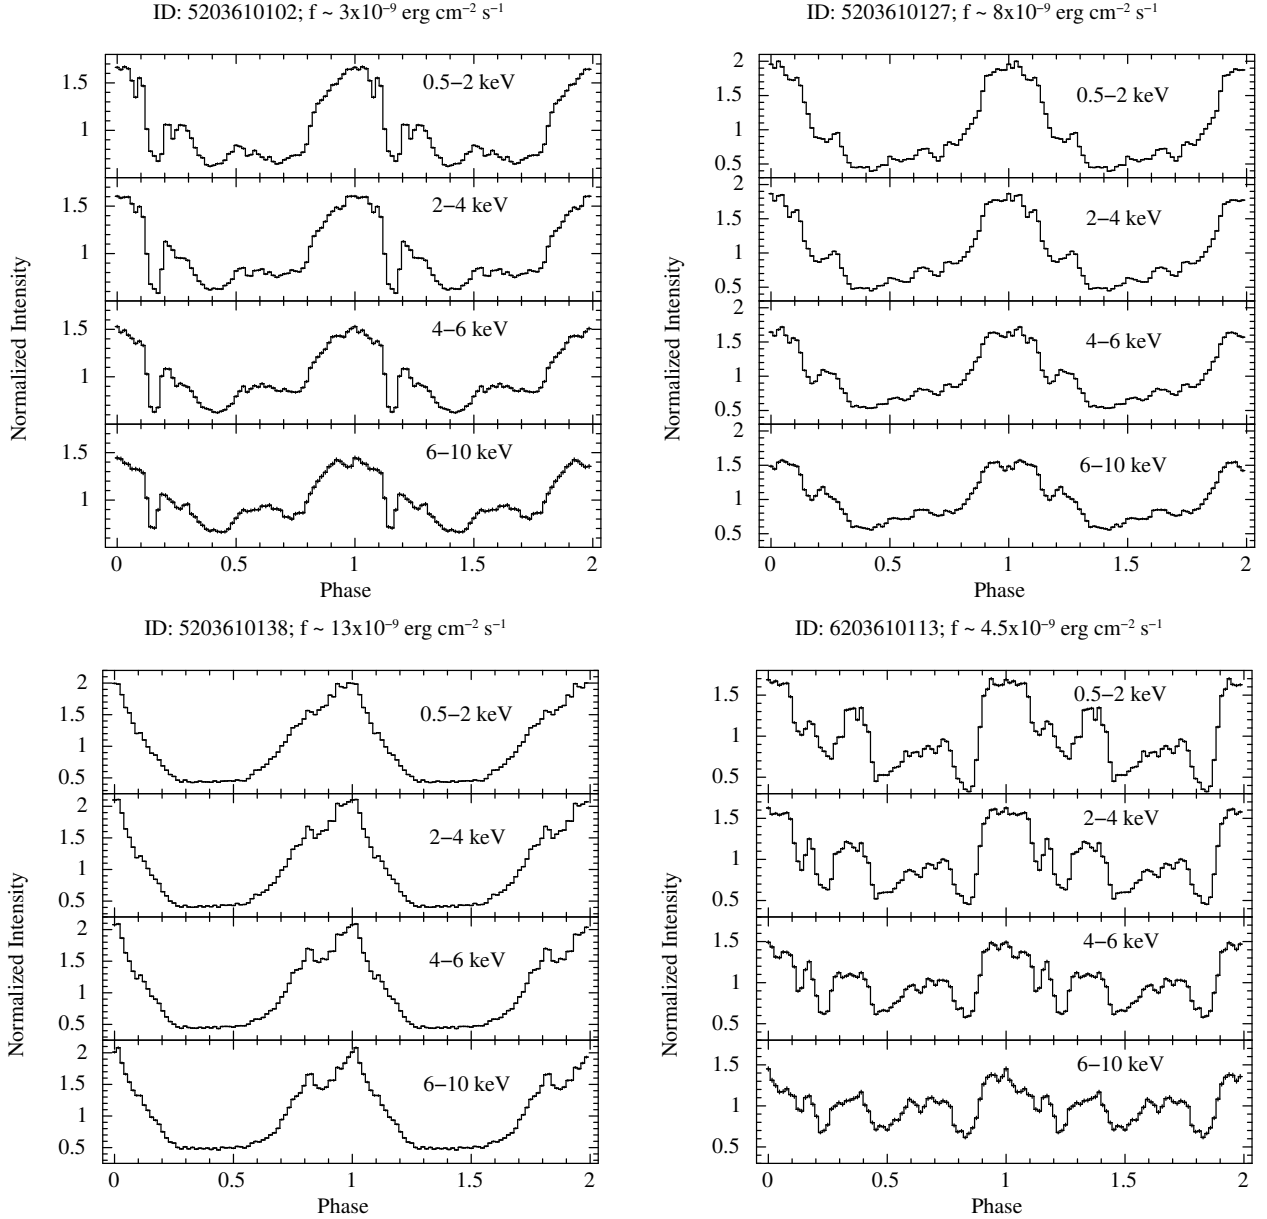 ID: 5203610102; f ~ 3x10⁻⁹ erg cm⁻² s⁻¹
0.5−2 keV
1.5
1
2−4 keV
1.5
1
4−6 keV
1.5
1
6−10 keV
1.5
1
0 0.5 1 1.5 2
Phase
Normalized Intensity
ID: 5203610127; f ~ 8x10⁻⁹ erg cm⁻² s⁻¹
2
0.5−2 keV
1.5
1
0.5
2
2−4 keV
1.5
1
0.5
2
4−6 keV
1.5
1
0.5
2
6−10 keV
1.5
1
0.5
0 0.5 1 1.5 2
Phase
Normalized Intensity
ID: 5203610138; f ~ 13x10⁻⁹ erg cm⁻² s⁻¹
2
0.5−2 keV
1.5
1
0.5
2
2−4 keV
1.5
1
0.5
2
4−6 keV
1.5
1
0.5
2
6−10 keV
1.5
1
0.5
0 0.5 1 1.5 2
Phase
Normalized Intensity
ID: 6203610113; f ~ 4.5x10⁻⁹ erg cm⁻² s⁻¹
0.5−2 keV
1.5
1
0.5
2−4 keV
1.5
1
0.5
4−6 keV
1.5
1
0.5
6−10 keV
1.5
1
0.5
0 0.5 1 1.5 2
Phase
Normalized Intensity